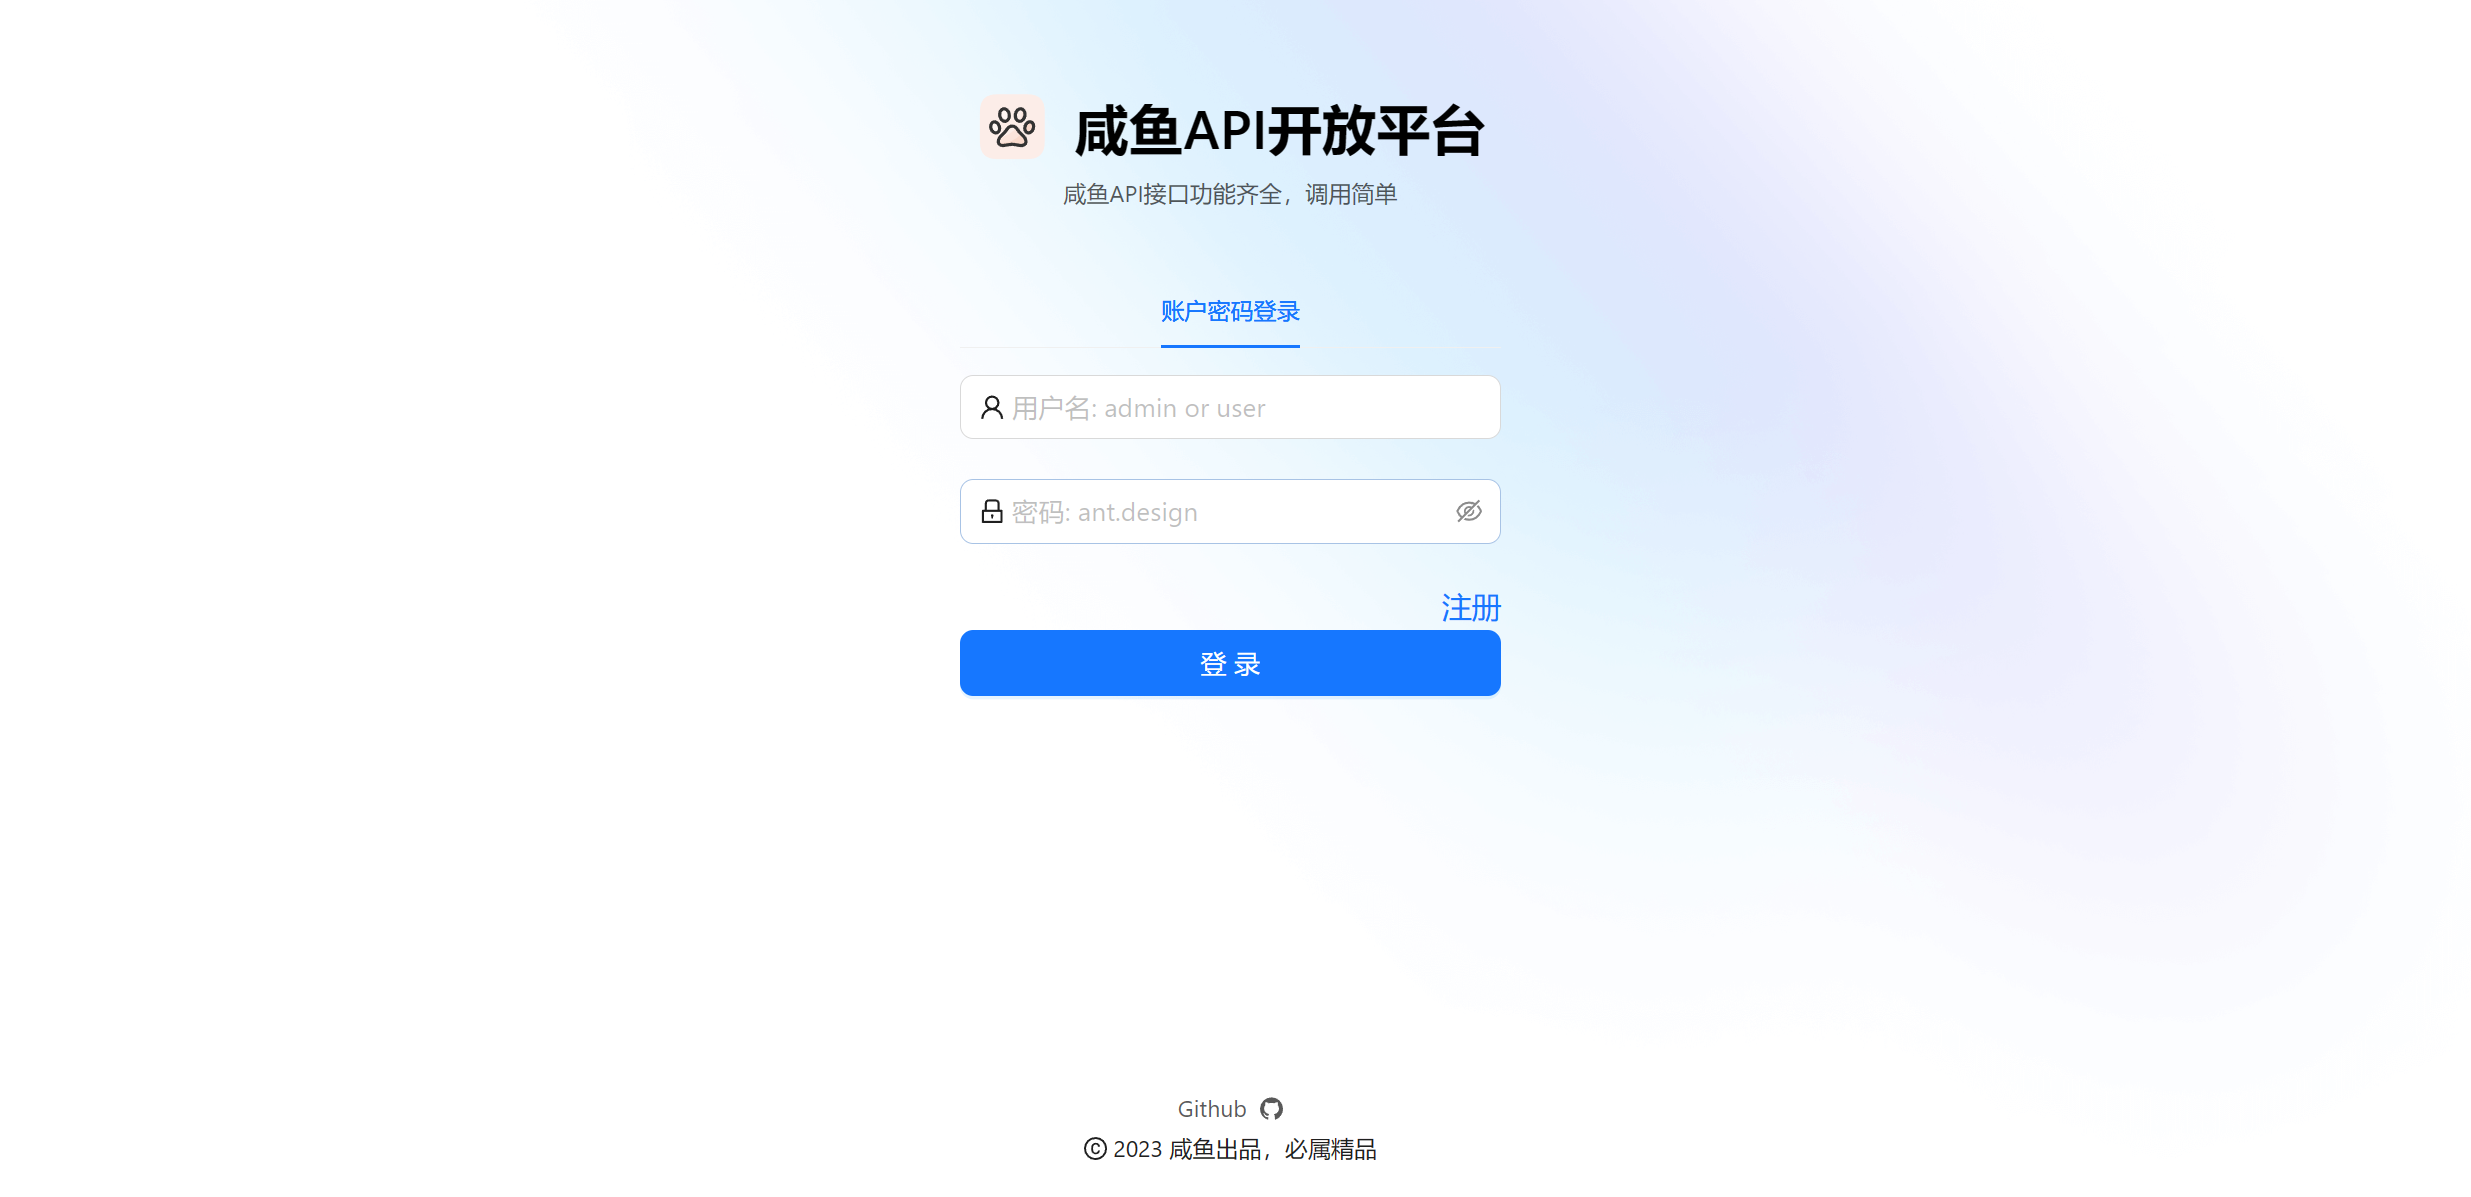 咸鱼API开放平台
咸鱼API接口功能齐全，调用简单
账户密码登录
用户名: admin or user
密码: ant.design
注册
登 录
Github
© 2023 咸鱼出品，必属精品